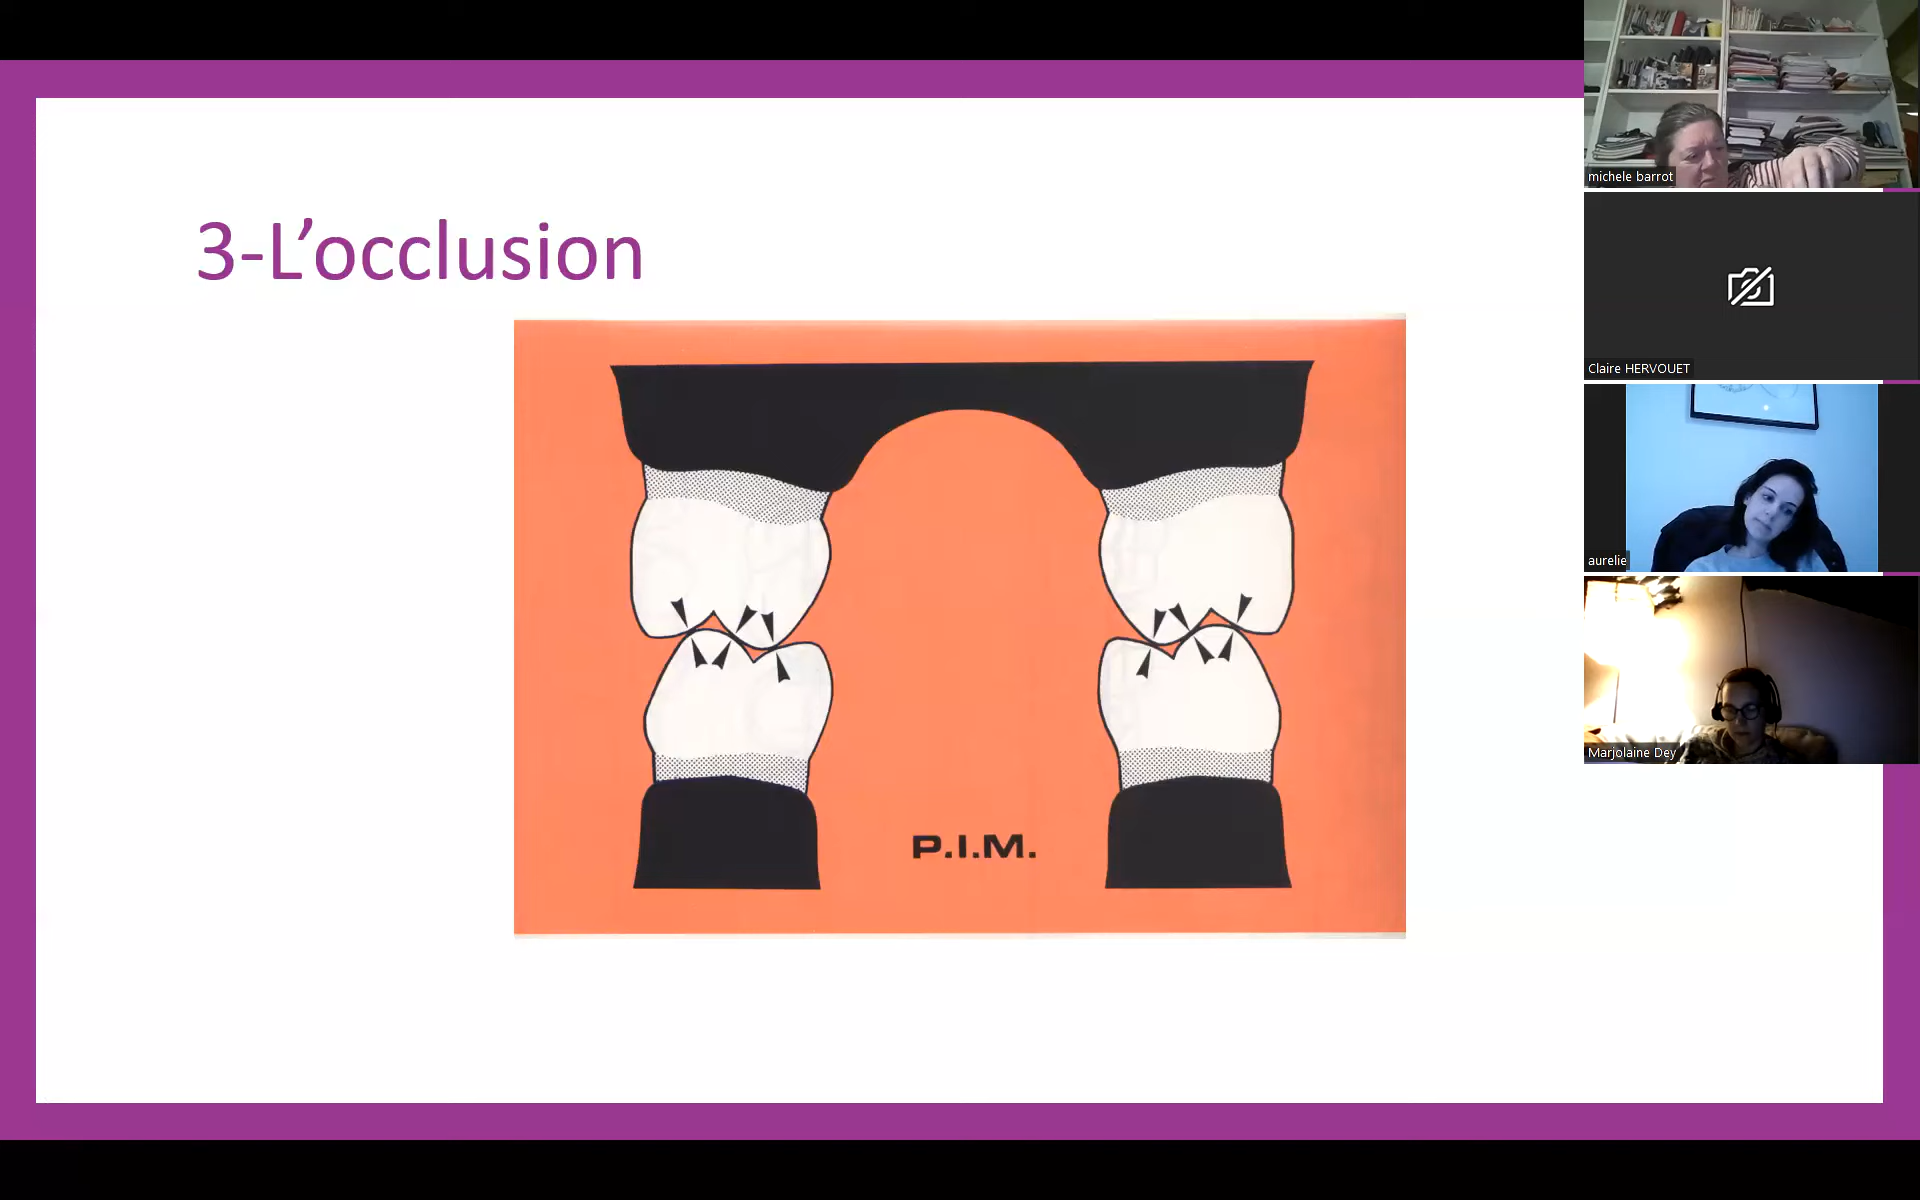 3-L’occlusion
P.I.M.
michele barrot
Claire HERVOUET
aurelie
Marjolaine Dey